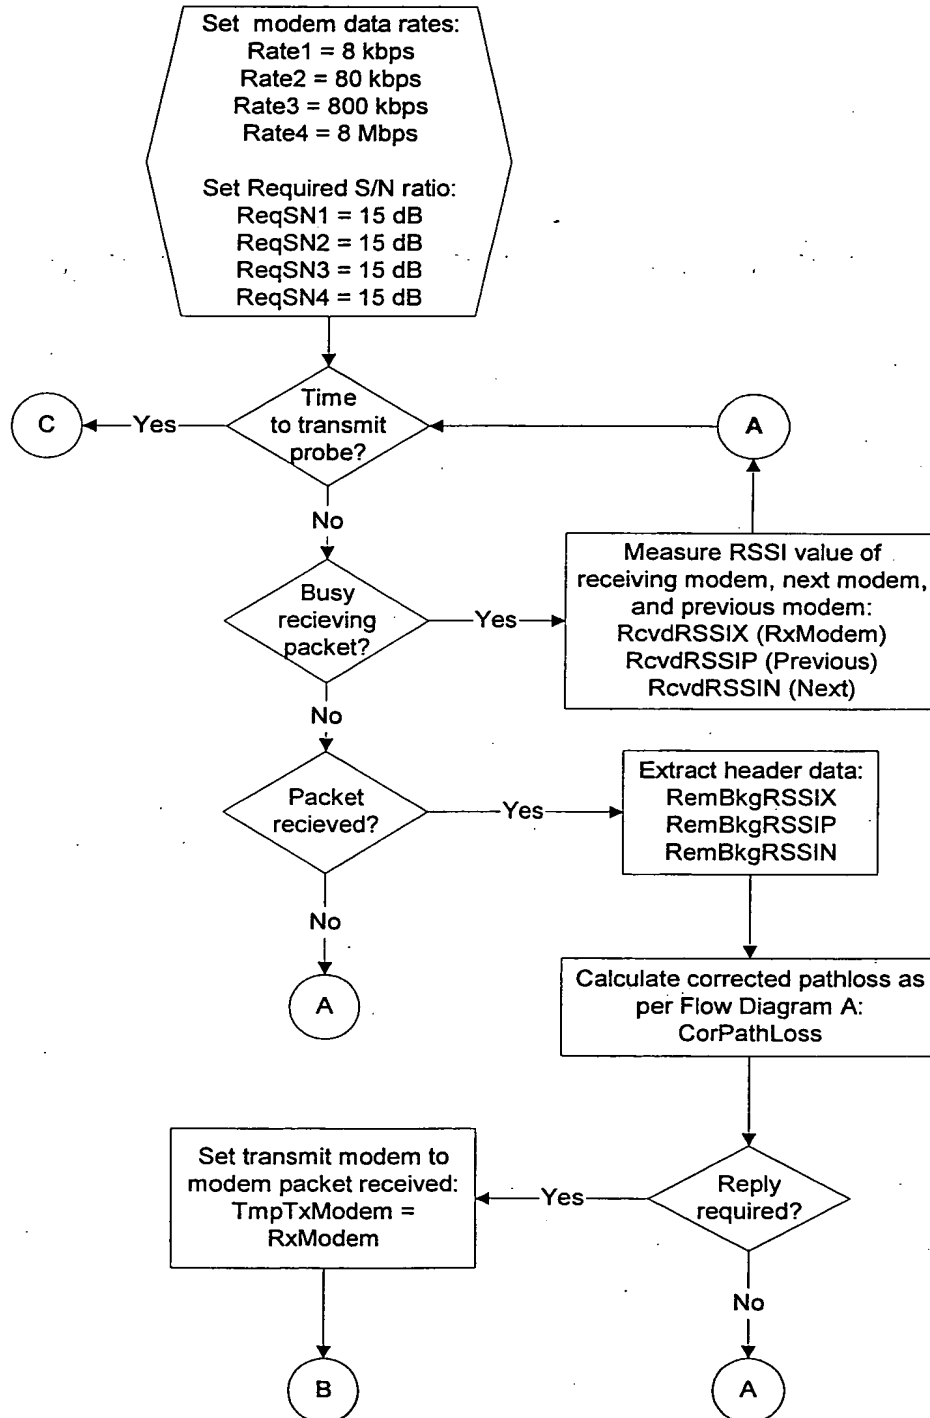 Set modem data rates:
Rate1 = 8 kbps
Rate2 = 80 kbps
Rate3 = 800 kbps
Rate4 = 8 Mbps
Set Required S/N ratio:
ReqSN1 = 15 dB
ReqSN2 = 15 dB
ReqSN3 = 15 dB
ReqSN4 = 15 dB
Time
to transmit
probe?
Yes
C
A
No
Busy
recieving
packet?
Yes
Measure RSSI value of
receiving modem, next modem,
and previous modem:
RcvdRSSIX (RxModem)
RcvdRSSIP (Previous)
RcvdRSSIN (Next)
No
Packet
recieved?
Yes
Extract header data:
RemBkgRSSIX
RemBkgRSSIP
RemBkgRSSIN
No
A
Calculate corrected pathloss as
per Flow Diagram A:
CorPathLoss
Reply
required?
Yes
Set transmit modem to
modem packet received:
TmpTxModem =
RxModem
No
B
A